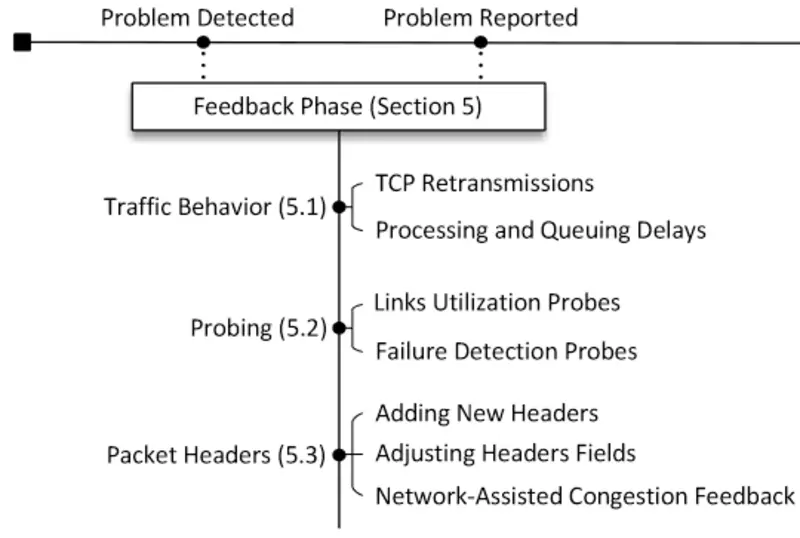 Problem Detected
Problem Reported
Feedback Phase (Section 5)
Traffic Behavior (5.1)
TCP Retransmissions
Processing and Queuing Delays
Probing (5.2)
Links Utilization Probes
Failure Detection Probes
Packet Headers (5.3)
Adding New Headers
Adjusting Headers Fields
Network-Assisted Congestion Feedback